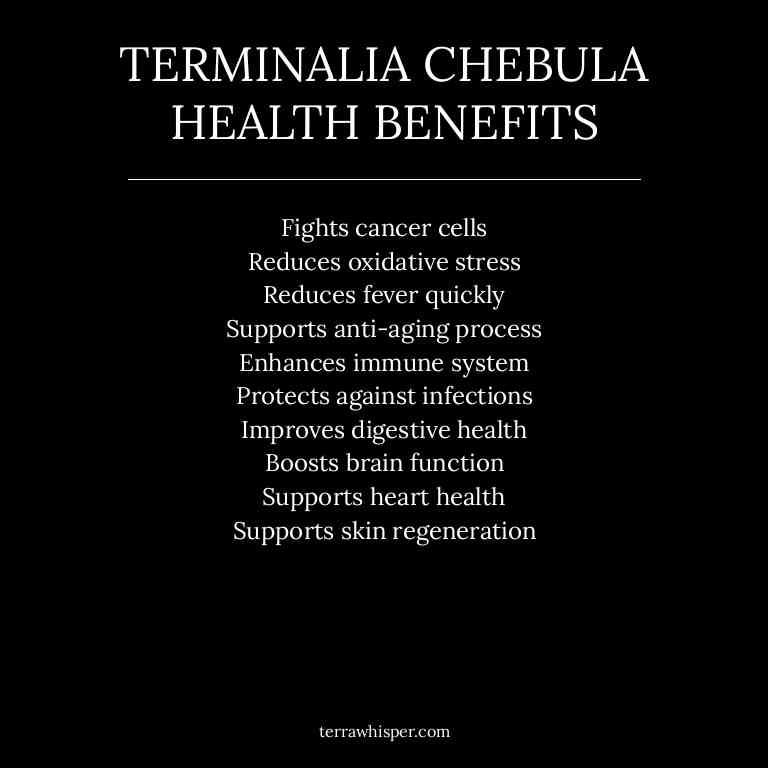 TERMINALIA CHEBULA
HEALTH BENEFITS
Fights cancer cells
Reduces oxidative stress
Reduces fever quickly
Supports anti-aging process
Enhances immune system
Protects against infections
Improves digestive health
Boosts brain function
Supports heart health
Supports skin regeneration
terrawhisper.com